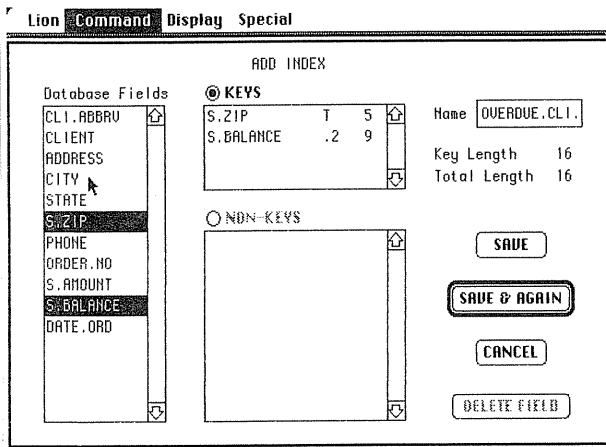 Lion Command Display Special
ADD INDEX
Database Fields
CLI.ABBRV
CLIENT
ADDRESS
CITY
STATE
S.ZIP
PHONE
ORDER.NO
S.AMOUNT
S.BALANCE
DATE.ORD
KEYS
S.ZIP T 5
S.BALANCE .2 9
NON-KEYS
Name OVERDUE.CLI.
Key Length 16
Total Length 16
SAVE
SAVE & AGAIN
CANCEL
DELETE FIELD